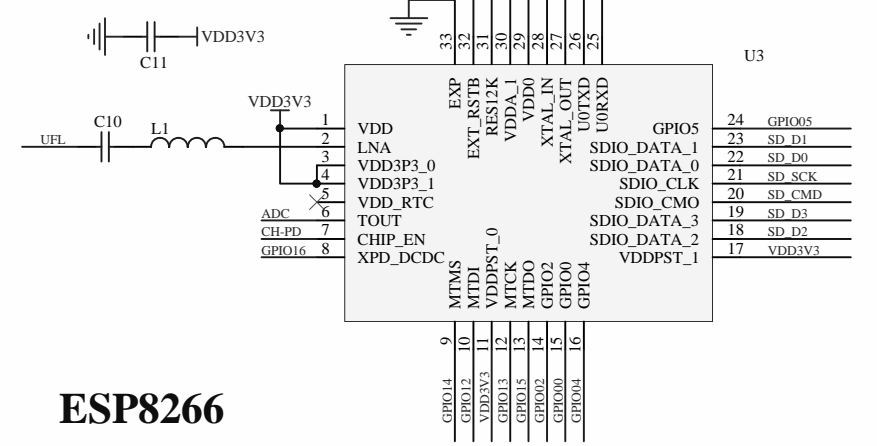 33 32 31 30 29 28 27 26 25
VDD3V3
C11
U3
EXP EXT_RSTB RES12K VDDA_1 VDD0 XTAL_IN XTAL_OUT U0TXD U0RXD
VDD3V3
C10 L1
UFL
1 VDD
2 LNA
3 VDD3P3_0
4 VDD3P3_1
5 VDD_RTC
ADC 6 TOUT
CH-PD 7 CHIP_EN
GPIO16 8 XPD_DCDC
GPIO5 24 GPIO05
SDIO_DATA_1 23 SD_D1
SDIO_DATA_0 22 SD_D0
SDIO_CLK 21 SD_SCK
SDIO_CMO 20 SD_CMD
SDIO_DATA_3 19 SD_D3
SDIO_DATA_2 18 SD_D2
VDDPST_1 17 VDD3V3
MTMS MTDI VDDPST_0 MTCK MTDO GPIO2 GPIO0 GPIO4
9 10 11 12 13 14 15 16
GPIO14 GPIO12 VDD3V3 GPIO13 GPIO15 GPIO02 GPIO00 GPIO04
ESP8266